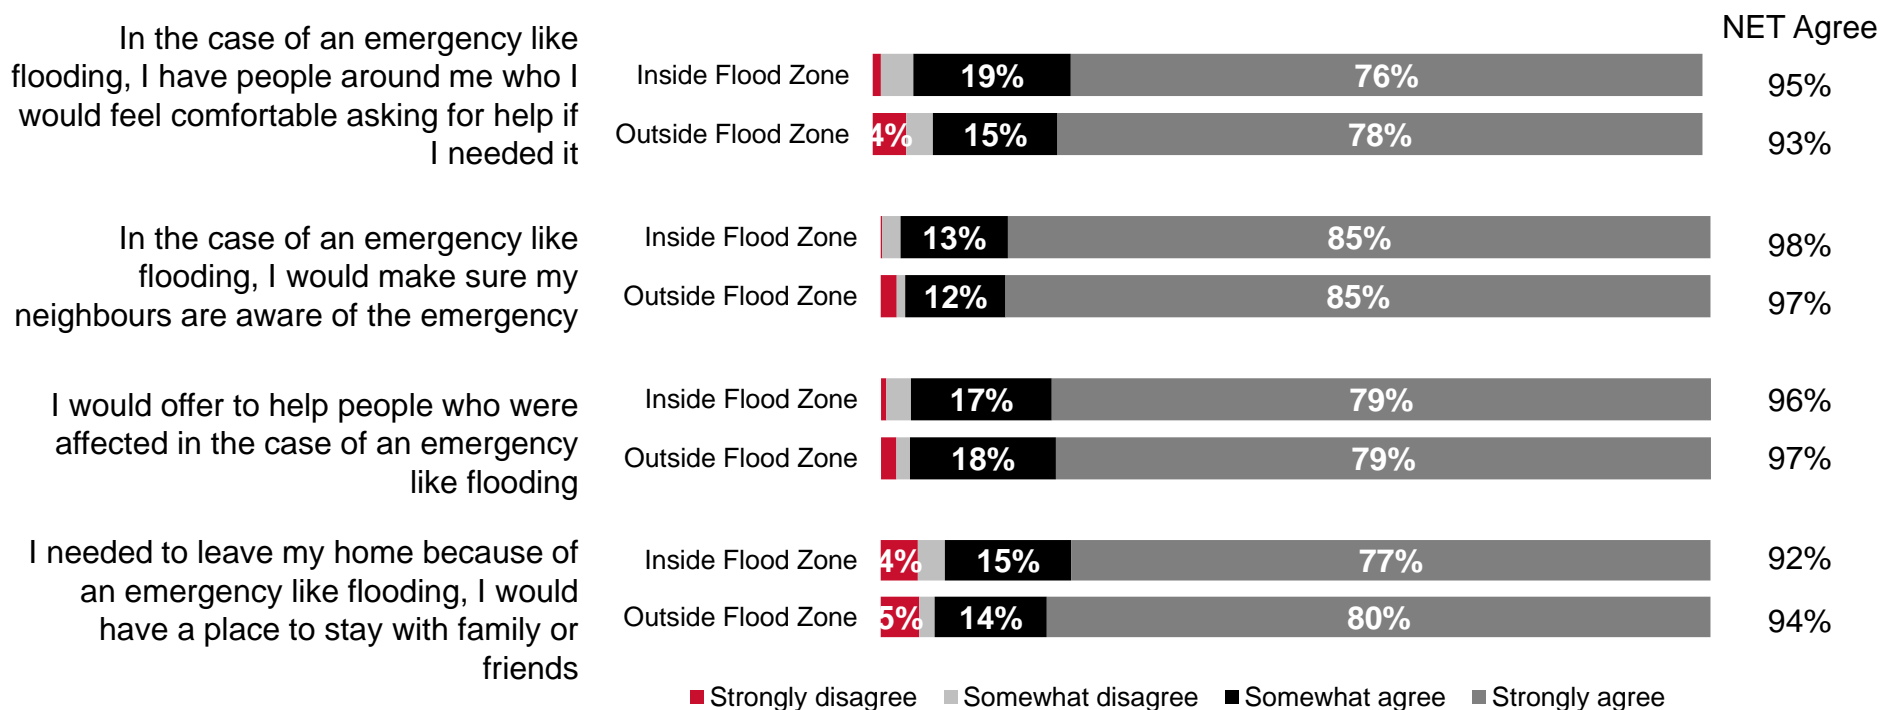 NET Agree
In the case of an emergency like
flooding, I have people around me who I
would feel comfortable asking for help if
I needed it
Inside Flood Zone 19% 76% 95%
Outside Flood Zone 4% 15% 78% 93%
In the case of an emergency like
flooding, I would make sure my
neighbours are aware of the emergency
Inside Flood Zone 13% 85% 98%
Outside Flood Zone 12% 85% 97%
I would offer to help people who were
affected in the case of an emergency
like flooding
Inside Flood Zone 17% 79% 96%
Outside Flood Zone 18% 79% 97%
I needed to leave my home because of
an emergency like flooding, I would
have a place to stay with family or
friends
Inside Flood Zone 4% 15% 77% 92%
Outside Flood Zone 5% 14% 80% 94%
Strongly disagree Somewhat disagree Somewhat agree Strongly agree